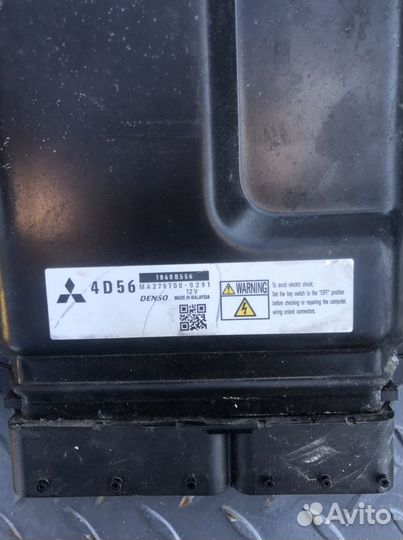 1860B556
4D56 MA275700-0291
12V
DENSO MADE IN MALAYSIA
WARNING
To avoid electric shock;
Set the key switch to the "OFF" position
before checking or repairing the computer,
wiring or/and connectors.
Avito